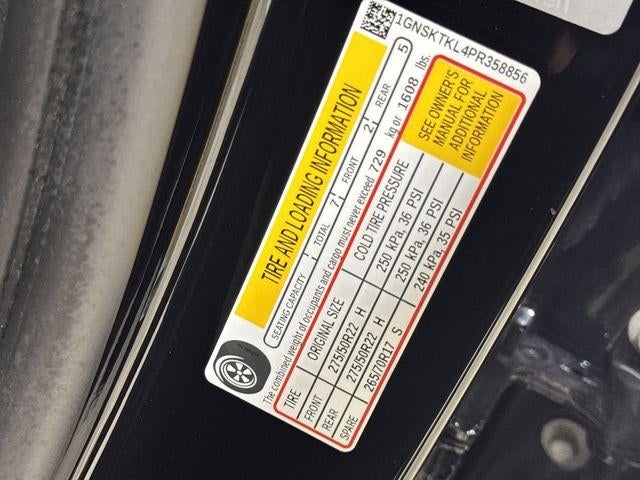 1GNSKTKL4PR358856
TIRE AND LOADING INFORMATION
SEATING CAPACITY TOTAL 7 FRONT 2 REAR 5
The combined weight of occupants and cargo must never exceed 729 kg or 1608 lbs.
TIRE ORIGINAL SIZE COLD TIRE PRESSURE
FRONT 275/50R22 H 250 kPa, 36 PSI
REAR 275/50R22 H 250 kPa, 36 PSI
SPARE 26570R17 S 240 kPa, 35 PSI
SEE OWNER'S
MANUAL FOR
ADDITIONAL
INFORMATION